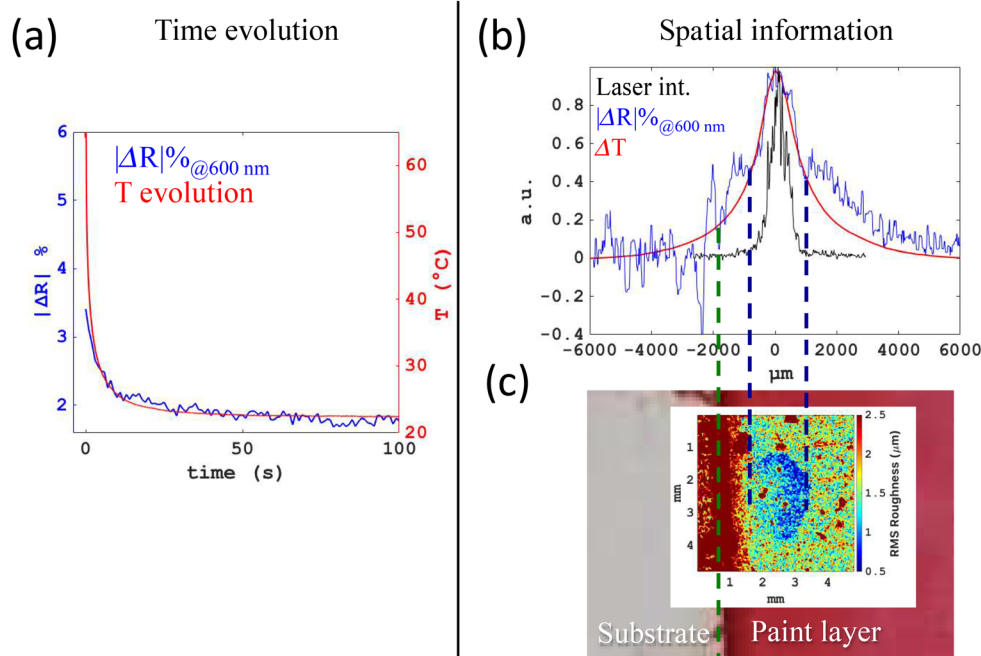 (a)
Time evolution
|ΔR|%@600 nm
T evolution
6
5
4
3
2
|ΔR| %
60
50
40
30
20
T (°C)
0
50
100
time (s)
(b)
Spatial information
Laser int.
|ΔR|%@600 nm
ΔT
0.8
0.6
0.4
0.2
0
-0.2
-0.4
a.u.
-6000
-4000
-2000
0
2000
4000
6000
μm
(c)
1
2
3
4
mm
1
2
3
4
mm
2.5
2
1.5
1
0.5
RMS Roughness (μm)
Substrate
Paint layer